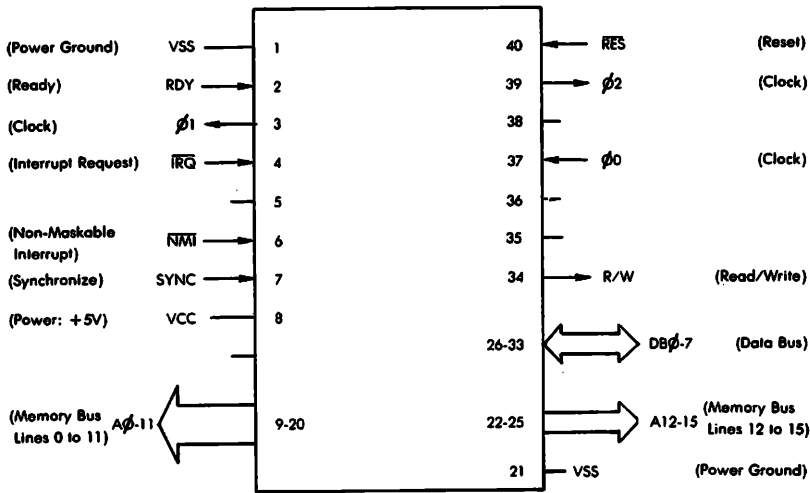 (Power Ground) VSS 1 40 RES (Reset)
(Ready) RDY 2 39 φ2 (Clock)
(Clock) φ1 3 38
(Interrupt Request) IRQ 4 37 φ0 (Clock)
5 36
(Non-Maskable
Interrupt) NMI 6 35
(Synchronize) SYNC 7 34 R/W (Read/Write)
(Power: +5V) VCC 8
26-33 DBØ-7 (Data Bus)
(Memory Bus
Lines 0 to 11) AØ-11 9-20 22-25 A12-15 (Memory Bus
Lines 12 to 15)
21 VSS (Power Ground)